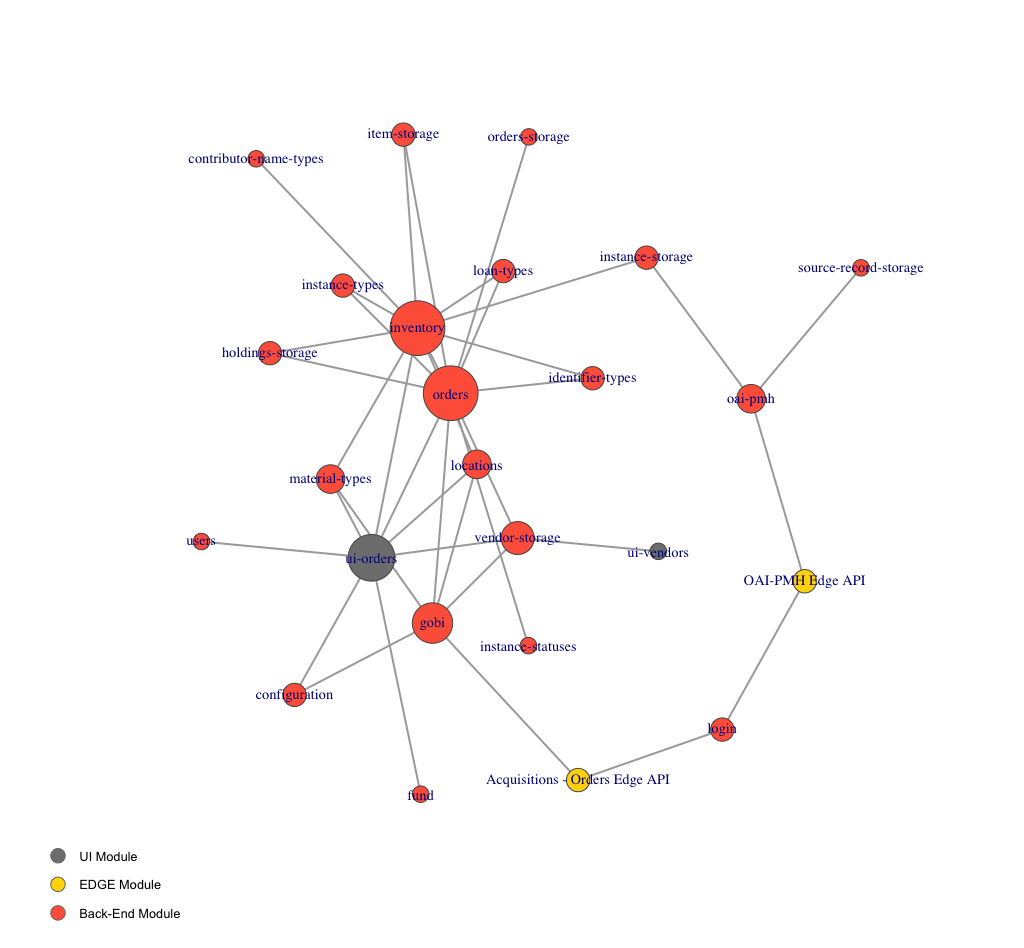 item-storage
orders-storage
contributor-name-types
instance-storage
source-record-storage
loan-types
instance-types
inventory
holdings-storage
identifier-types
orders
oai-pmh
locations
material-types
vendor-storage
users
ui-vendors
ui-orders
OAI-PMH Edge API
gobi
instance-statuses
configuration
login
Acquisitions - Orders Edge API
fund
UI Module
EDGE Module
Back-End Module